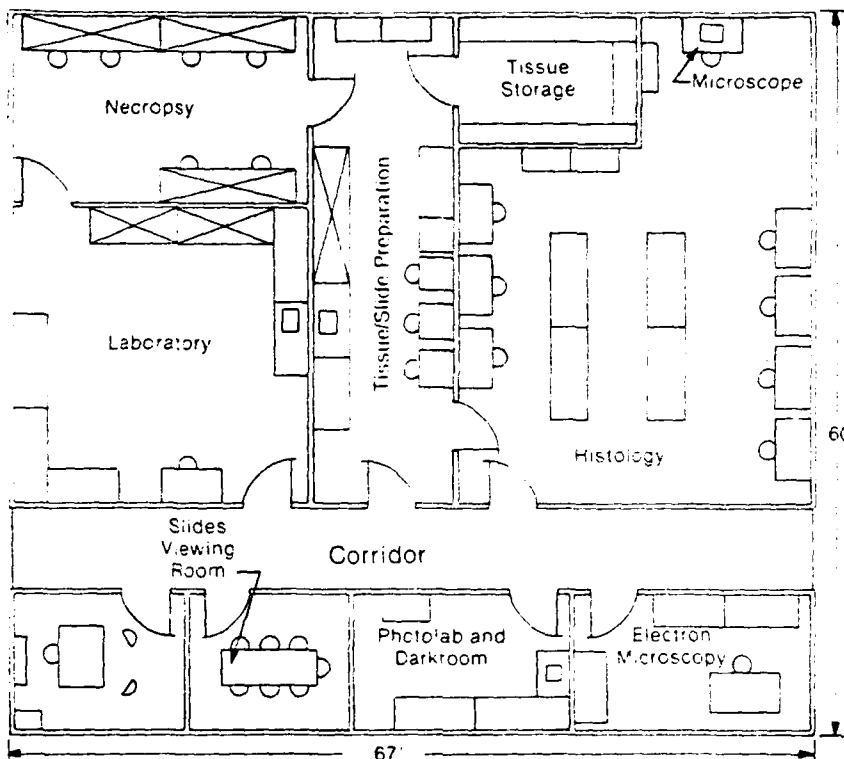 Necropsy
Tissue
Storage
Microscope
Tissue/Slide Preparation
Laboratory
Histology
60
Slides
Viewing
Room
Corridor
Photolab and
Darkroom
Electron
Microscopy
67'